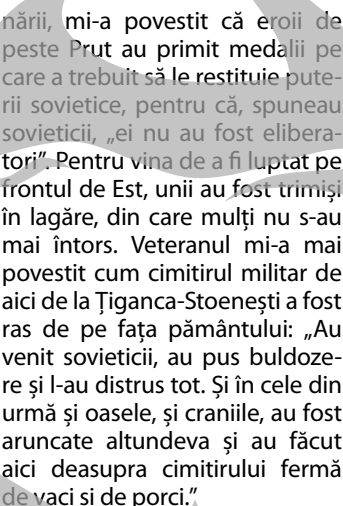 nării, mi-a povestit că eroii de
peste Prut au primit medalii pe
care a trebuit să le restituie pute-
rii sovietice, pentru că, spuneau
sovieticii, „ei nu au fost elibera-
tori”. Pentru vina de a fi luptat pe
frontul de Est, unii au fost trimiși
în lagăre, din care mulți nu s-au
mai întors. Veteranul mi-a mai
povestit cum cimitirul militar de
aici de la Țiganca-Stoenești a fost
ras de pe fața pământului: „Au
venit sovieticii, au pus buldoze-
re și l-au distrus tot. Și în cele din
urmă și oasele, și craniile, au fost
aruncate altundeva și au făcut
aici deasupra cimitirului fermă
de vaci și de porci.”